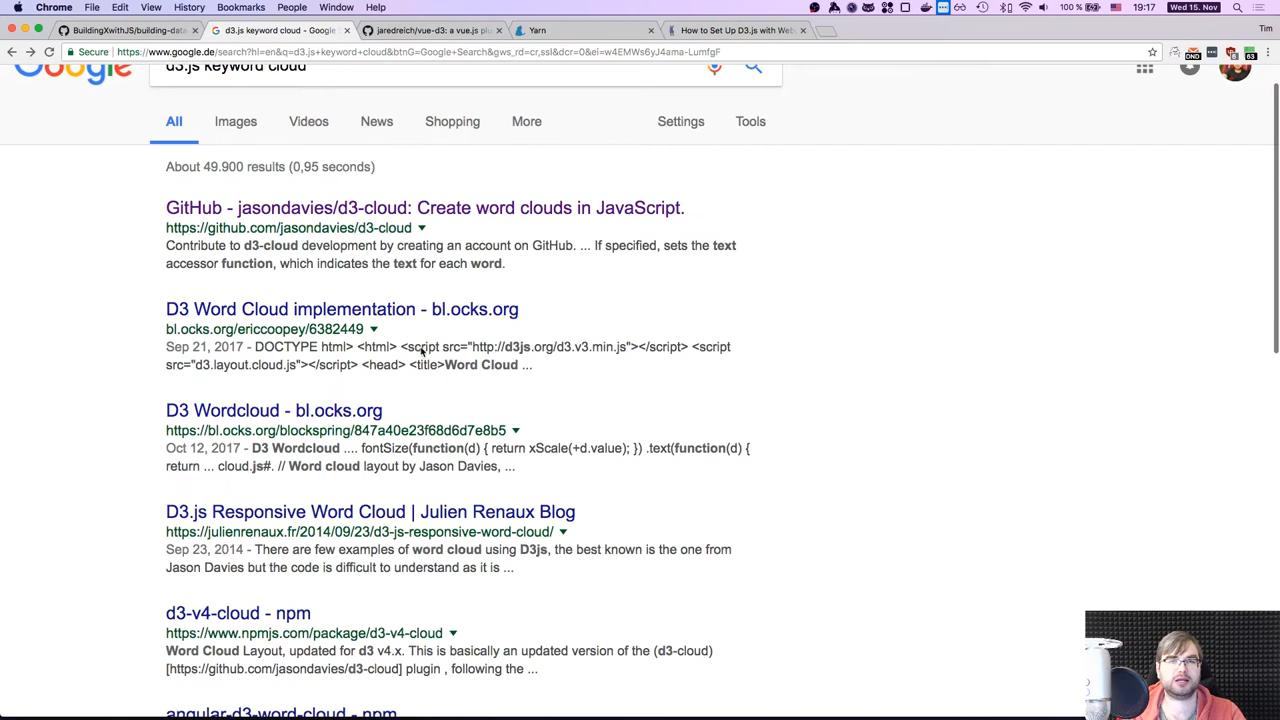 Chrome File Edit View History Bookmarks People Window Help 100 % 19:17 Wed 15. Nov
BuildingXwithJS/building-data
d3.js keyword cloud - Google S
jaredreich/vue-d3: a vue.js plu
Yarn
How to Set Up D3.js with Web
Tim
Secure https://www.google.de/search?hl=en&q=d3.js+keyword+cloud&btnG=Google+Search&gws_rd=cr,ssl&dcr=0&ei=w4EMWs6yJ4ama-LumfgF
Google
d3.js keyword cloud
All Images Videos News Shopping More Settings Tools
About 49.900 results (0,95 seconds)
GitHub - jasondavies/d3-cloud: Create word clouds in JavaScript.
https://github.com/jasondavies/d3-cloud
Contribute to d3-cloud development by creating an account on GitHub. ... If specified, sets the text
accessor function, which indicates the text for each word.
D3 Word Cloud implementation - bl.ocks.org
bl.ocks.org/ericcoopey/6382449
Sep 21, 2017 - DOCTYPE html> <html> <script src="http://d3js.org/d3.v3.min.js"></script> <script
src="d3.layout.cloud.js"></script> <head> <title>Word Cloud ...
D3 Wordcloud - bl.ocks.org
https://bl.ocks.org/blockspring/847a40e23f68d6d7e8b5
Oct 12, 2017 - D3 Wordcloud .... fontSize(function(d) { return xScale(+d.value); }) .text(function(d) {
return ... cloud.js#. // Word cloud layout by Jason Davies, ...
D3.js Responsive Word Cloud | Julien Renaux Blog
https://julienrenaux.fr/2014/09/23/d3-js-responsive-word-cloud/
Sep 23, 2014 - There are few examples of word cloud using D3js, the best known is the one from
Jason Davies but the code is difficult to understand as it is ...
d3-v4-cloud - npm
https://www.npmjs.com/package/d3-v4-cloud
Word Cloud Layout, updated for d3 v4.x. This is basically an updated version of the (d3-cloud)
[https://github.com/jasondavies/d3-cloud] plugin , following the ...
angular-d3-word-cloud - npm